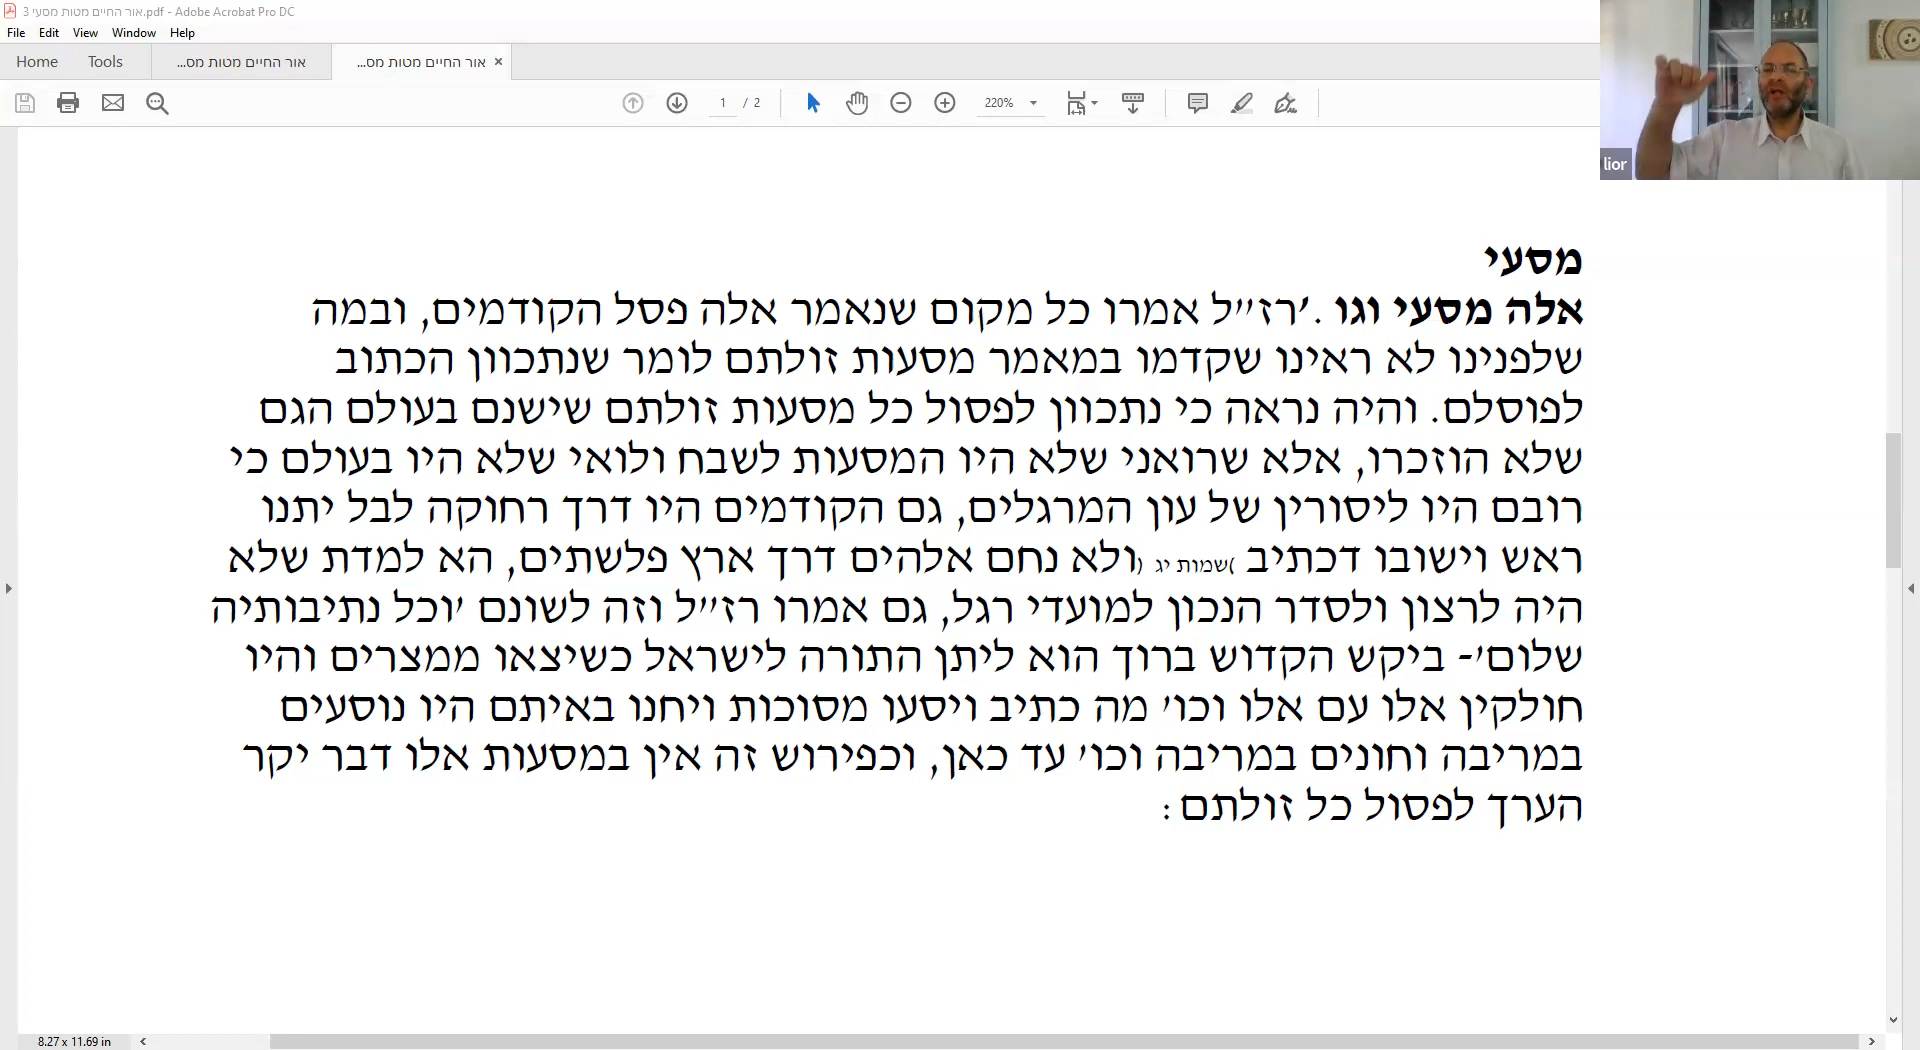 אור החיים מטות מסעי 3.pdf - Adobe Acrobat Pro DC
File Edit View Window Help
Home Tools אור החיים מטות מס... אור החיים מטות מס... ×
1 / 2 220%
lior
מסעי
אלה מסעי וגו .'רז״ל אמרו כל מקום שנאמר אלה פסל הקודמים, ובמה
שלפנינו לא ראינו שקדמו במאמר מסעות זולתם לומר שנתכוון הכתוב
לפוסלם. והיה נראה כי נתכוון לפסול כל מסעות זולתם שישנם בעולם הגם
שלא הוזכרו, אלא שרואני שלא היו המסעות לשבח ולואי שלא היו בעולם כי
רובם היו ליסורין של עון המרגלים, גם הקודמים היו דרך רחוקה לבל יתנו
ראש וישובו דכתיב )שמות יג (ולא נחם אלהים דרך ארץ פלשתים, הא למדת שלא
היה לרצון ולסדר הנכון למועדי רגל, גם אמרו רז״ל וזה לשונם 'וכל נתיבותיה
שלום'- ביקש הקדוש ברוך הוא ליתן התורה לישראל כשיצאו ממצרים והיו
חולקין אלו עם אלו וכו' מה כתיב ויסעו מסוכות ויחנו באיתם היו נוסעים
במריבה וחונים במריבה וכו' עד כאן, וכפירוש זה אין במסעות אלו דבר יקר
הערך לפסול כל זולתם:
8.27 x 11.69 in